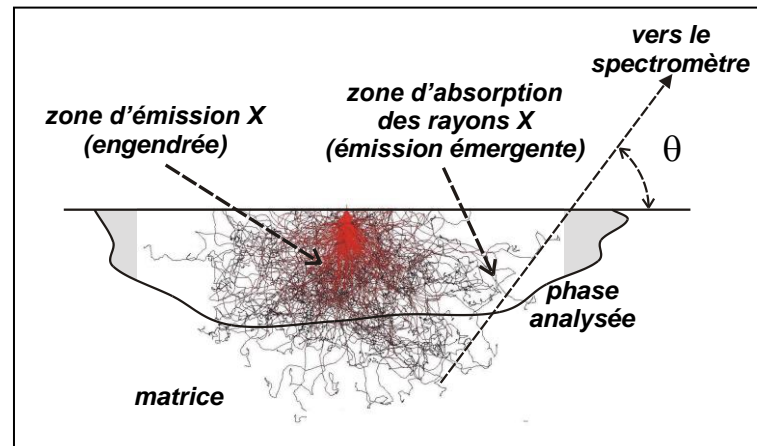 vers le
spectromètre
zone d'émission X
(engendrée)
zone d'absorption
des rayons X
(émission émergente)
θ
phase
analysée
matrice